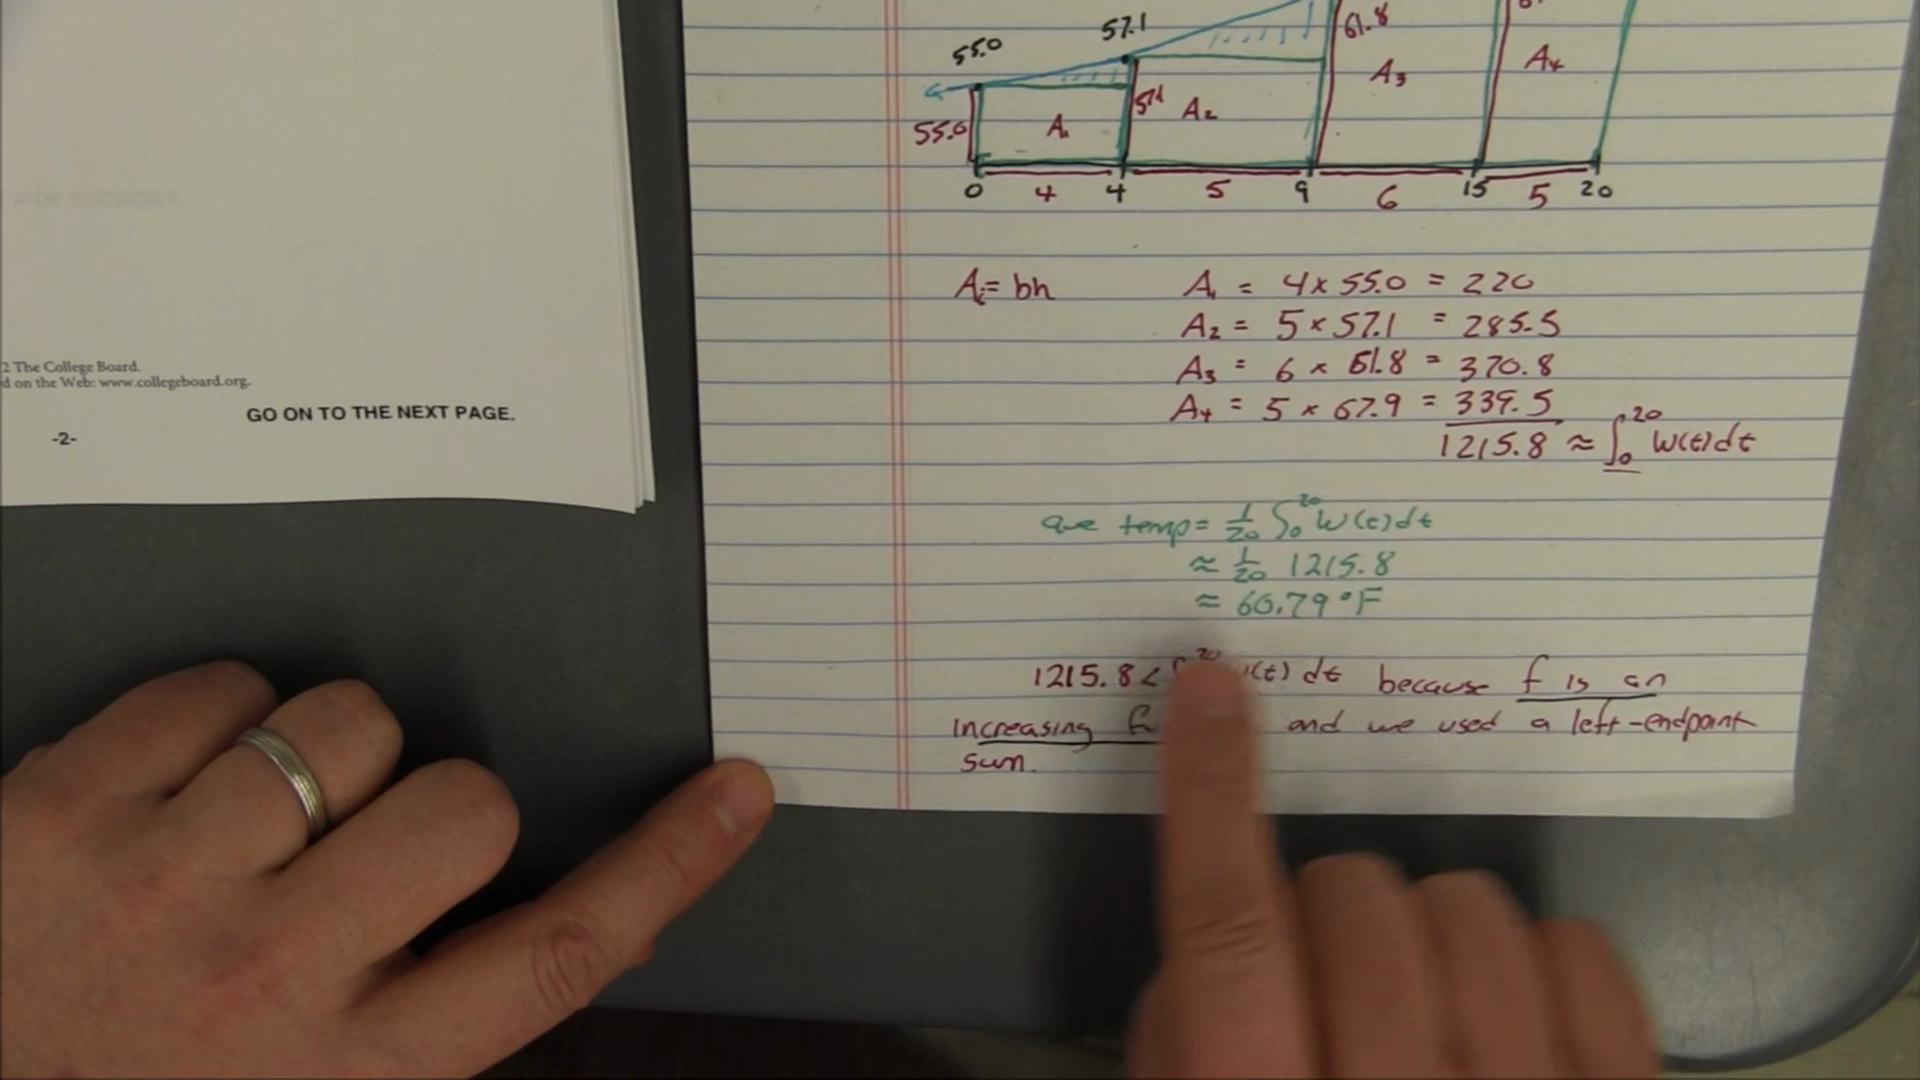 2 The College Board.
d on the Web: www.collegeboard.org.
GO ON TO THE NEXT PAGE.
-2-
55.0 57.1 61.8
55.0 A₁ 57.1 A₂ A₃ A₄
0 4 4 5 9 6 15 5 20
Aᵢ = bh A₁ = 4 × 55.0 = 220
A₂ = 5 × 57.1 = 285.5
A₃ = 6 × 61.8 = 370.8
A₄ = 5 × 67.9 = 339.5
1215.8 ≈ ∫₀²⁰ W(t)dt
ave temp = 1/20 ∫₀²⁰ W(t)dt
≈ 1/20 1215.8
≈ 60.79 °F
1215.8 < (t) dt because f is an
increasing and we used a left-endpoint
sum.